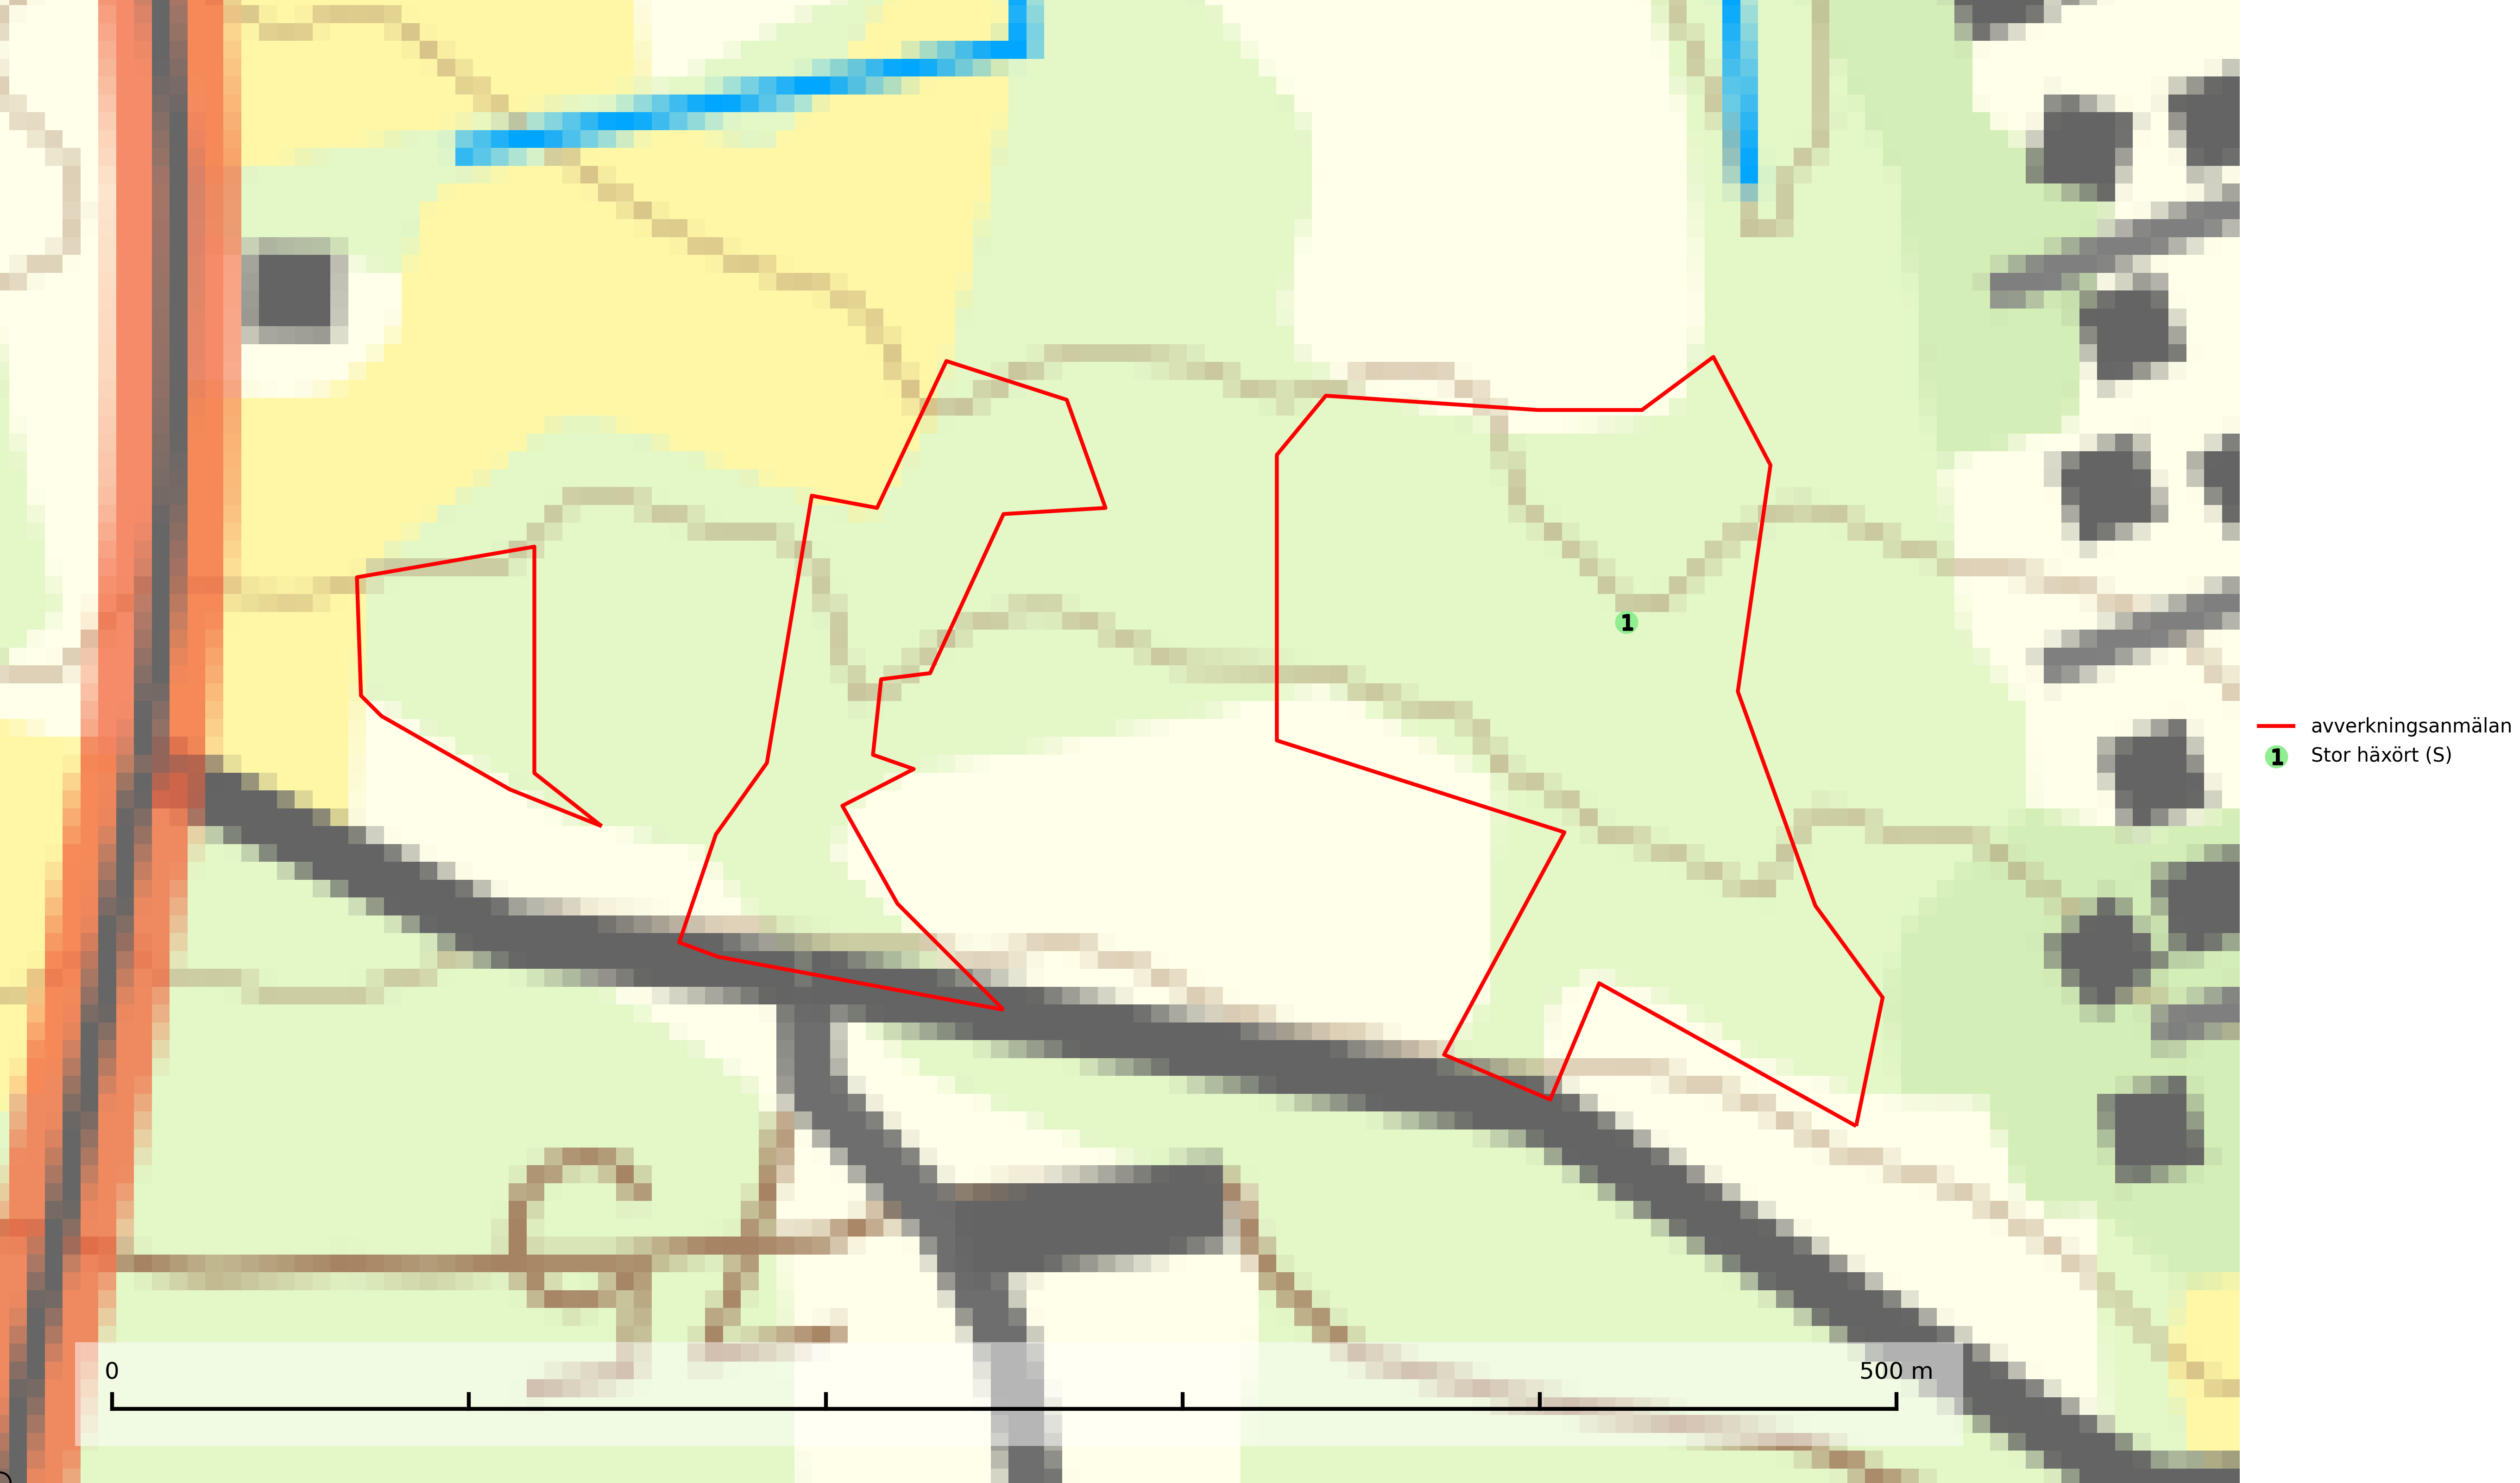 1
avverkningsanmälan
1 Stor häxört (S)
0 500 m